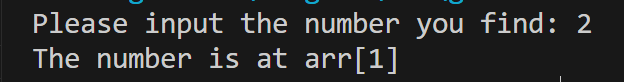 Please input the number you find: 2
The number is at arr[1]